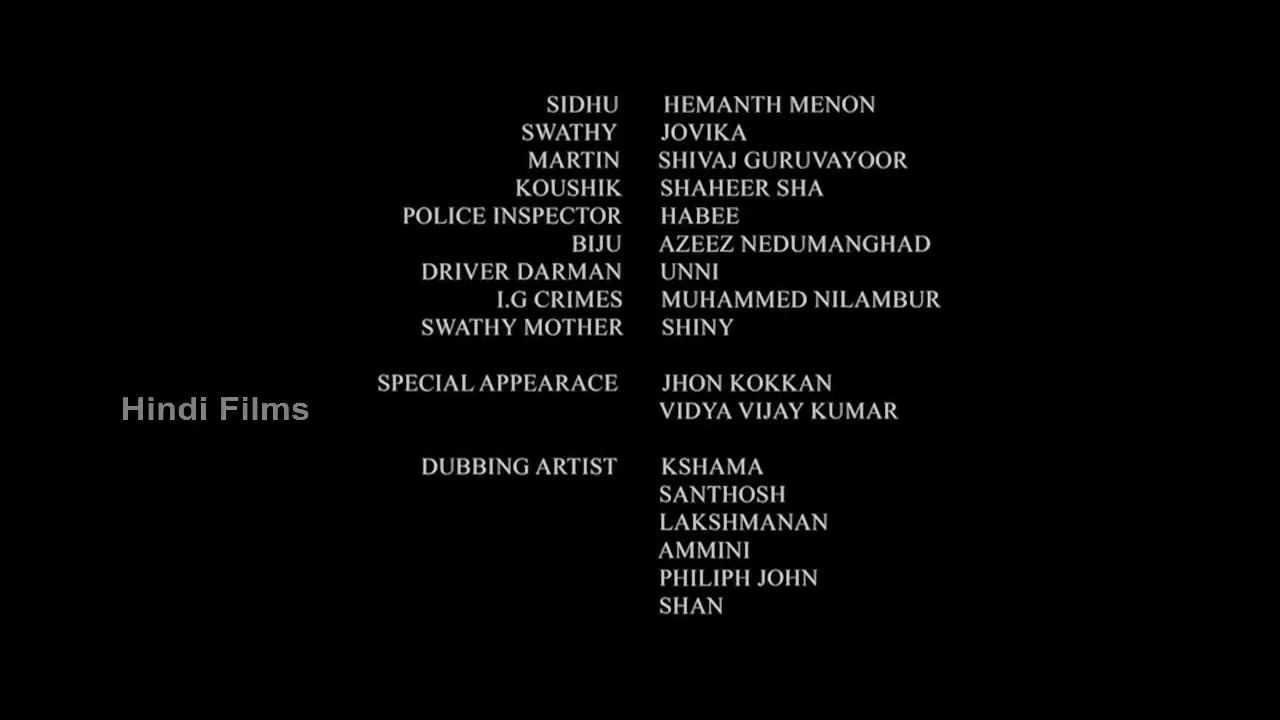 SIDHU HEMANTH MENON
SWATHY JOVIKA
MARTIN SHIVAJ GURUVAYOOR
KOUSHIK SHAHEER SHA
POLICE INSPECTOR HABEE
BIJU AZEEZ NEDUMANGHAD
DRIVER DARMAN UNNI
I.G CRIMES MUHAMMED NILAMBUR
SWATHY MOTHER SHINY
SPECIAL APPEARACE JHON KOKKAN
Hindi Films
VIDYA VIJAY KUMAR
DUBBING ARTIST KSHAMA
SANTHOSH
LAKSHMANAN
AMMINI
PHILIPH JOHN
SHAN